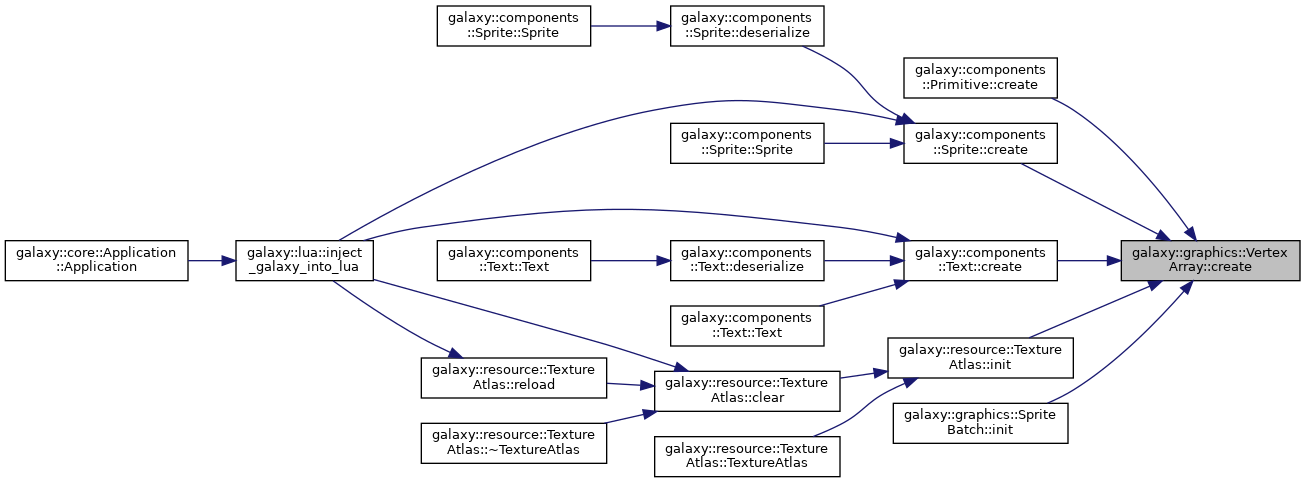 galaxy::components
::Sprite::Sprite
galaxy::components
::Sprite::deserialize
galaxy::components
::Primitive::create
galaxy::components
::Sprite::Sprite
galaxy::components
::Sprite::create
galaxy::core::Application
::Application
galaxy::lua::inject
_galaxy_into_lua
galaxy::components
::Text::Text
galaxy::components
::Text::deserialize
galaxy::components
::Text::create
galaxy::graphics::Vertex
Array::create
galaxy::components
::Text::Text
galaxy::resource::Texture
Atlas::init
galaxy::resource::Texture
Atlas::reload
galaxy::resource::Texture
Atlas::clear
galaxy::graphics::Sprite
Batch::init
galaxy::resource::Texture
Atlas::~TextureAtlas
galaxy::resource::Texture
Atlas::TextureAtlas